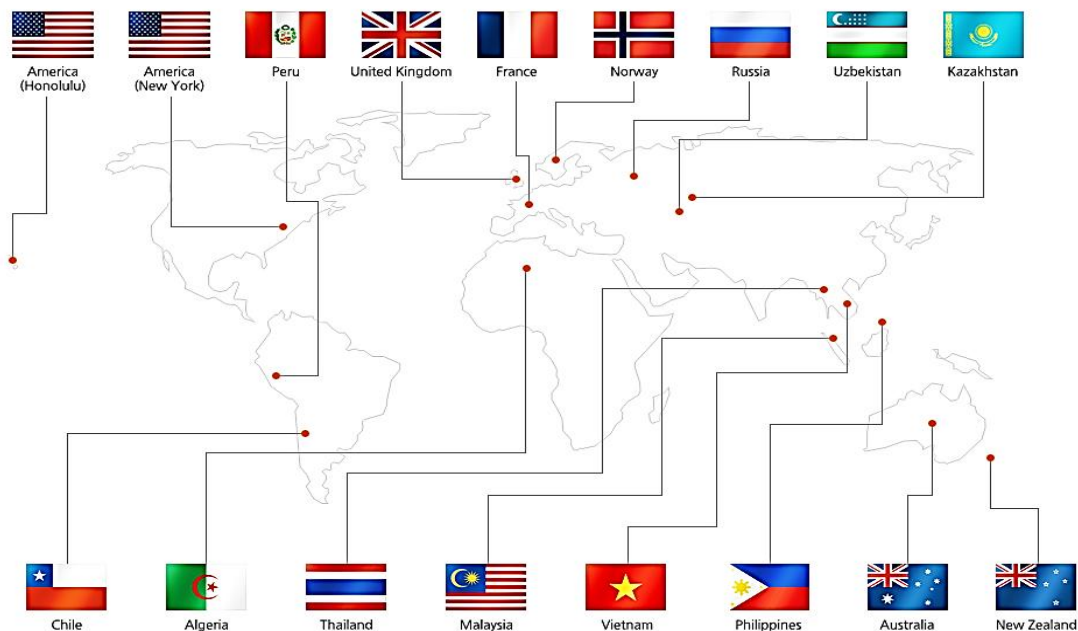 America
(Honolulu)
America
(New York)
Peru
United Kingdom
France
Norway
Russia
Uzbekistan
Kazakhstan
Chile
Algeria
Thailand
Malaysia
Vietnam
Philippines
Australia
New Zealand